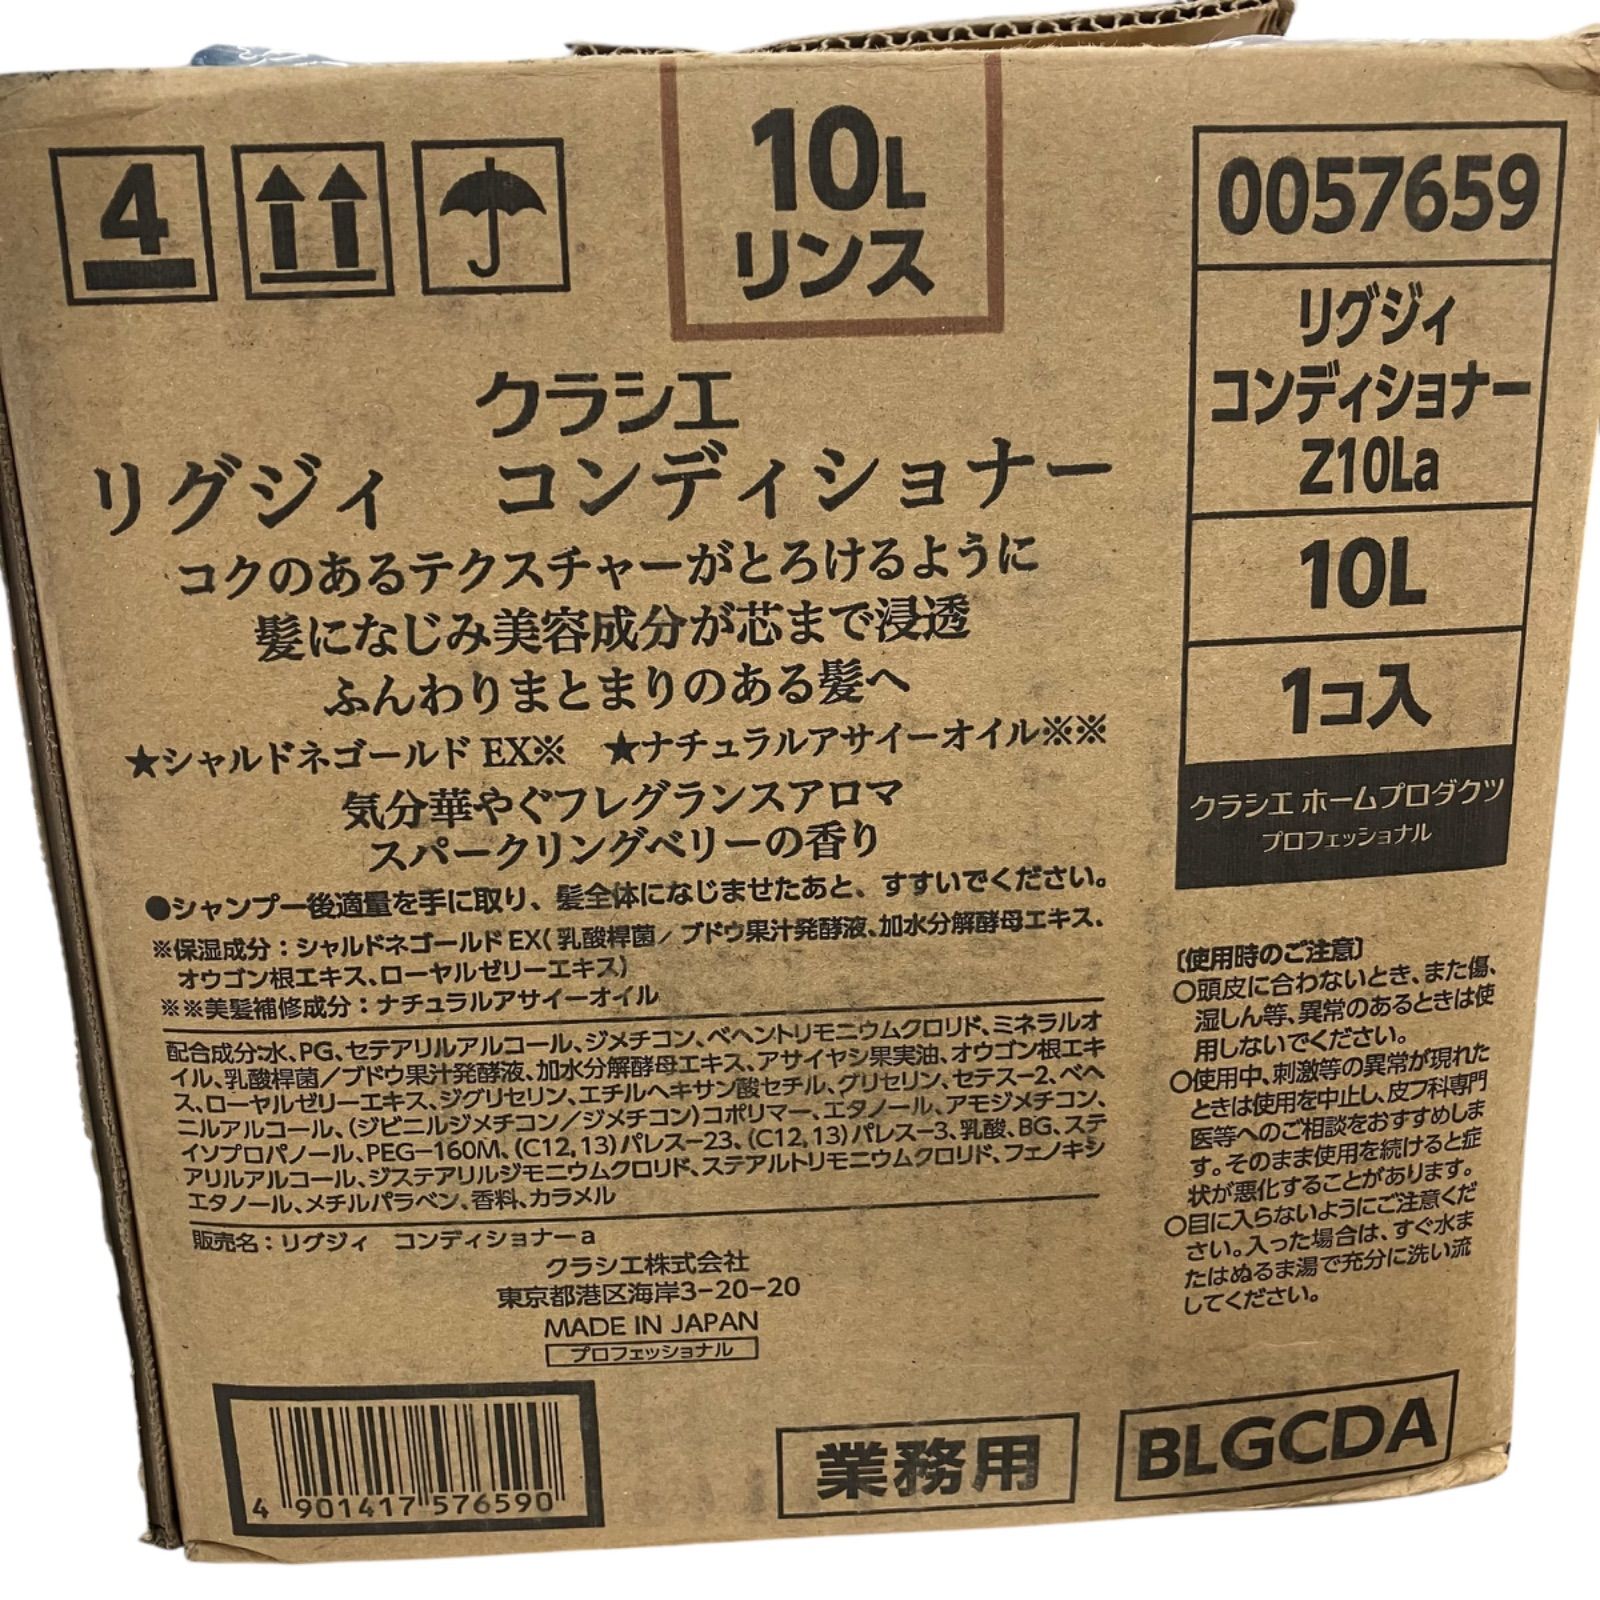 4
10L
リンス
クラシエ
リグジィ コンディショナー
コクのあるテクスチャーがとろけるように
髪になじみ美容成分が芯まで浸透
ふんわりまとまりのある髪へ
★シャルドネゴールドEX※ ★ナチュラルアサイーオイル※※
気分華やぐフレグランスアロマ
スパークリングベリーの香り
●シャンプー後適量を手に取り、髪全体になじませたあと、すすいでください。
※保湿成分：シャルドネゴールドEX(乳酸桿菌/ブドウ果汁発酵液、加水分解酵母エキス、
オウゴン根エキス、ローヤルゼリーエキス)
※※美髪補修成分：ナチュラルアサイーオイル
配合成分:水、PG、セテアリルアルコール、ジメチコン、ベヘントリモニウムクロリド、ミネラルオ
イル、乳酸桿菌/ブドウ果汁発酵液、加水分解酵母エキス、アサイヤシ果実油、オウゴン根エキ
ス、ローヤルゼリーエキス、ジグリセリン、エチルヘキサン酸セチル、グリセリン、セテス-2、ベヘ
ニルアルコール、(ジビニルジメチコン/ジメチコン)コポリマー、エタノール、アモジメチコン、
イソプロパノール、PEG-160M、(C12,13)パレス-23、(C12,13)パレス-3、乳酸、BG、ステ
アリルアルコール、ジステアリルジモニウムクロリド、ステアルトリモニウムクロリド、フェノキシ
エタノール、メチルパラベン、香料、カラメル
販売名：リグジィ コンディショナーa
クラシエ株式会社
東京都港区海岸3-20-20
MADE IN JAPAN
プロフェッショナル
4 901417 576590
業務用
BLGCDA
0057659
リグジィ
コンディショナー
Z10La
10L
1コ入
クラシエ ホームプロダクツ
プロフェッショナル
〔使用時のご注意〕
○頭皮に合わないとき、また傷、
湿しん等、異常のあるときは使
用しないでください。
○使用中、刺激等の異常が現れた
ときは使用を中止し、皮フ科専門
医等へのご相談をおすすめしま
す。そのまま使用を続けると症
状が悪化することがあります。
○目に入らないようにご注意くだ
さい。入った場合は、すぐ水ま
たはぬるま湯で充分に洗い流
してください。